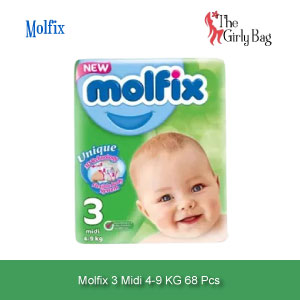 Molfix
The
Girly Bag
NEW
molfix
Unique
3
midi
4-9 kg
Molfix 3 Midi 4-9 KG 68 Pcs